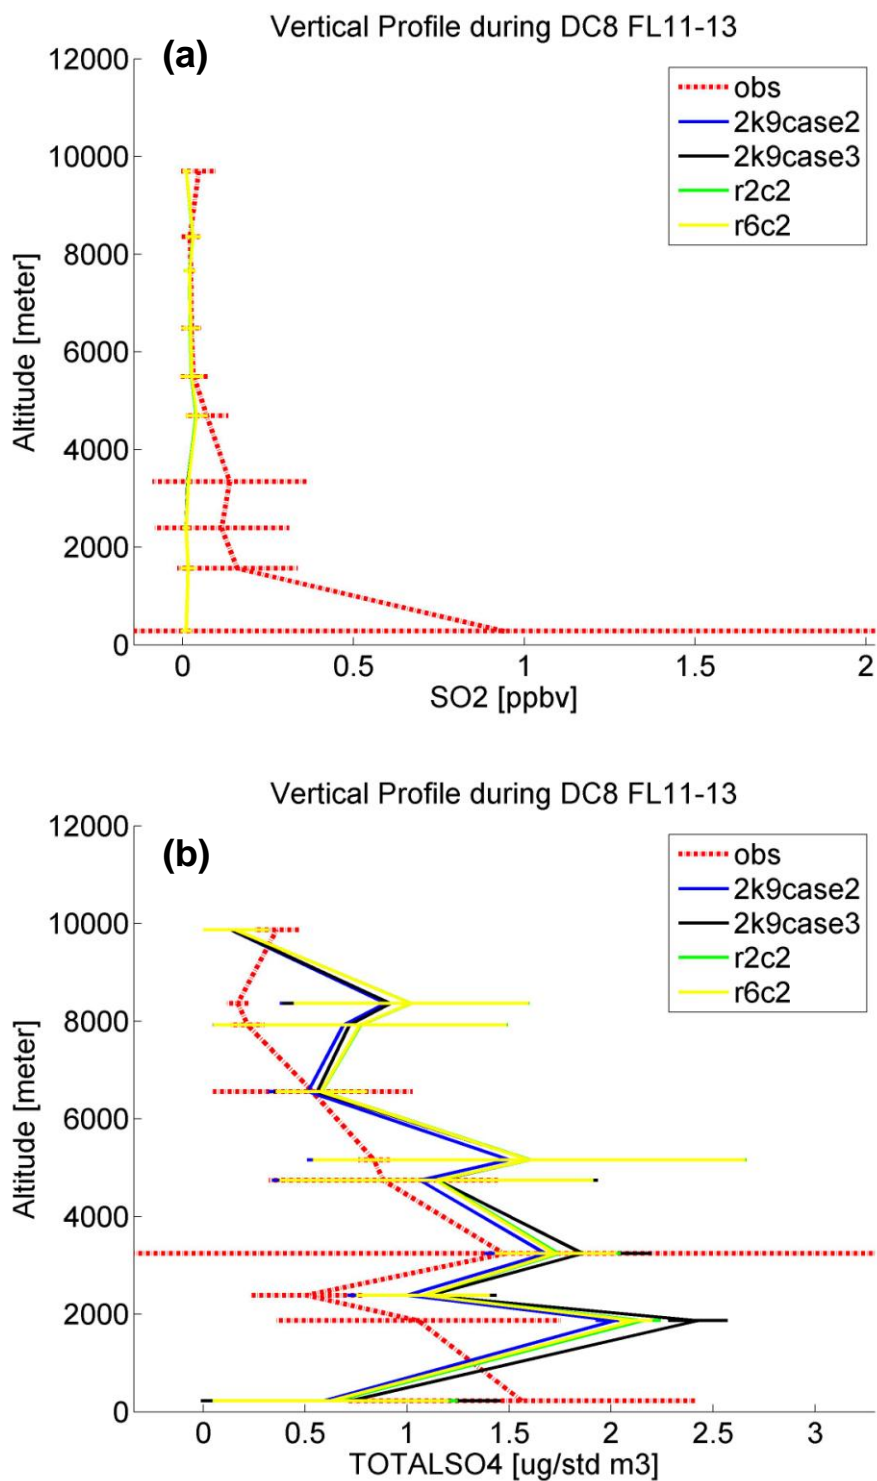 Vertical Profile during DC8 FL11-13
(a)
12000
10000
8000
6000
4000
2000
0
Altitude [meter]
obs
2k9case2
2k9case3
r2c2
r6c2
0
0.5
1
1.5
2
SO2 [ppbv]
Vertical Profile during DC8 FL11-13
(b)
12000
10000
8000
6000
4000
2000
0
Altitude [meter]
obs
2k9case2
2k9case3
r2c2
r6c2
0
0.5
1
1.5
2
2.5
3
TOTALSO4 [ug/std m3]